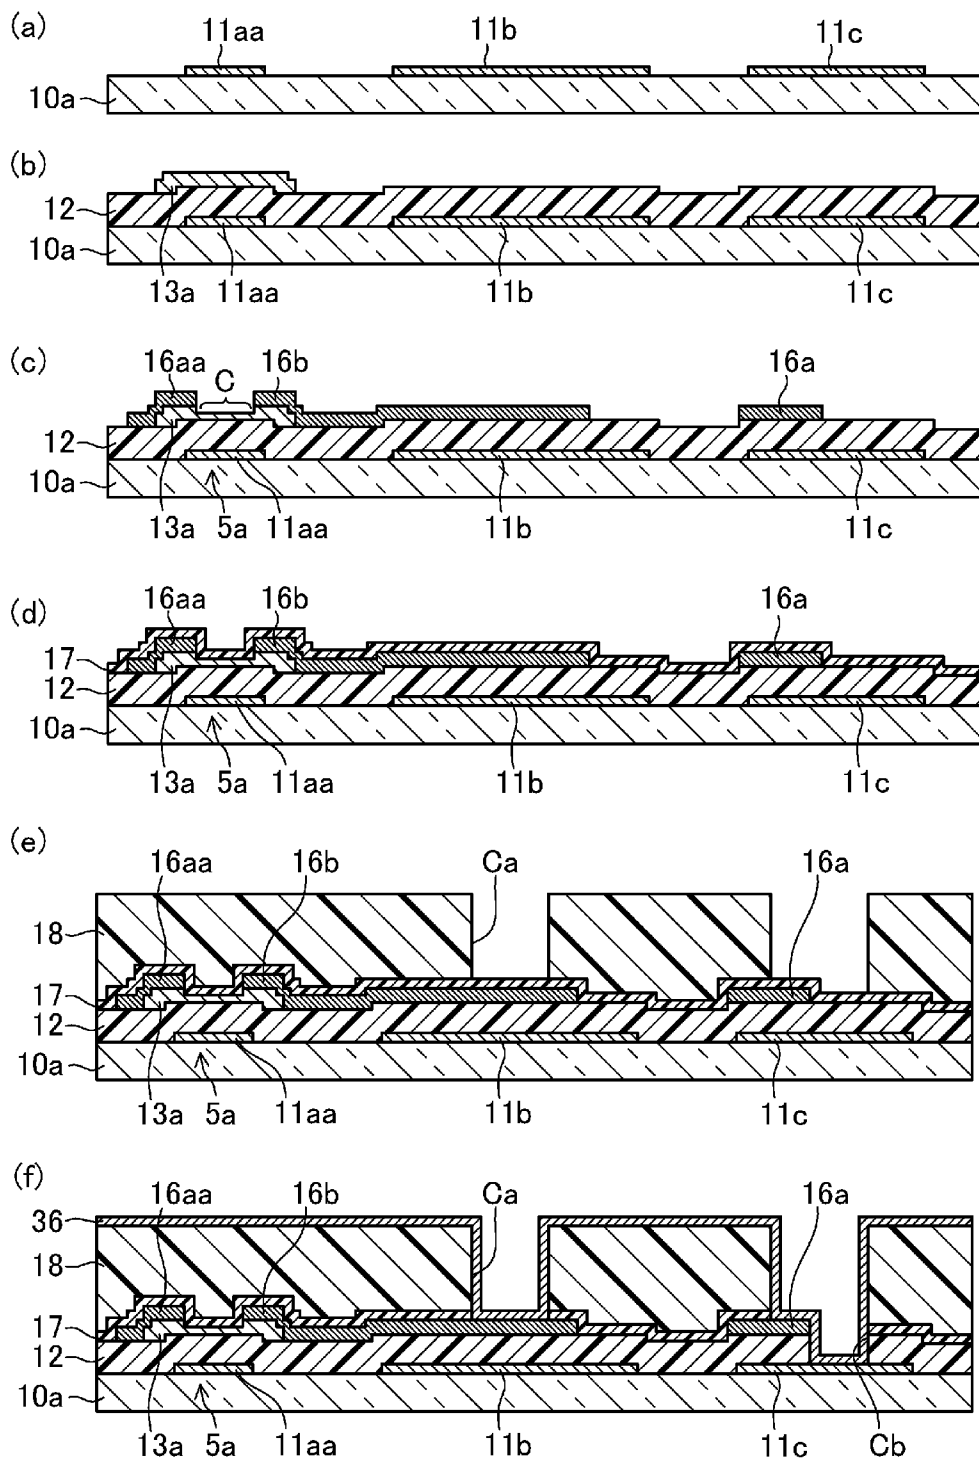 (a)
11aa 11b 11c
10a
(b)
12
10a
13a 11aa 11b 11c
(c)
16aa C 16b 16a
12
10a
13a 5a 11aa 11b 11c
(d)
16aa 16b 16a
17
12
10a
13a 5a 11aa 11b 11c
(e)
16aa 16b Ca 16a
18
17
12
10a
13a 5a 11aa 11b 11c
(f)
16aa 16b Ca 16a
36
18
17
12
10a
13a 5a 11aa 11b 11c Cb